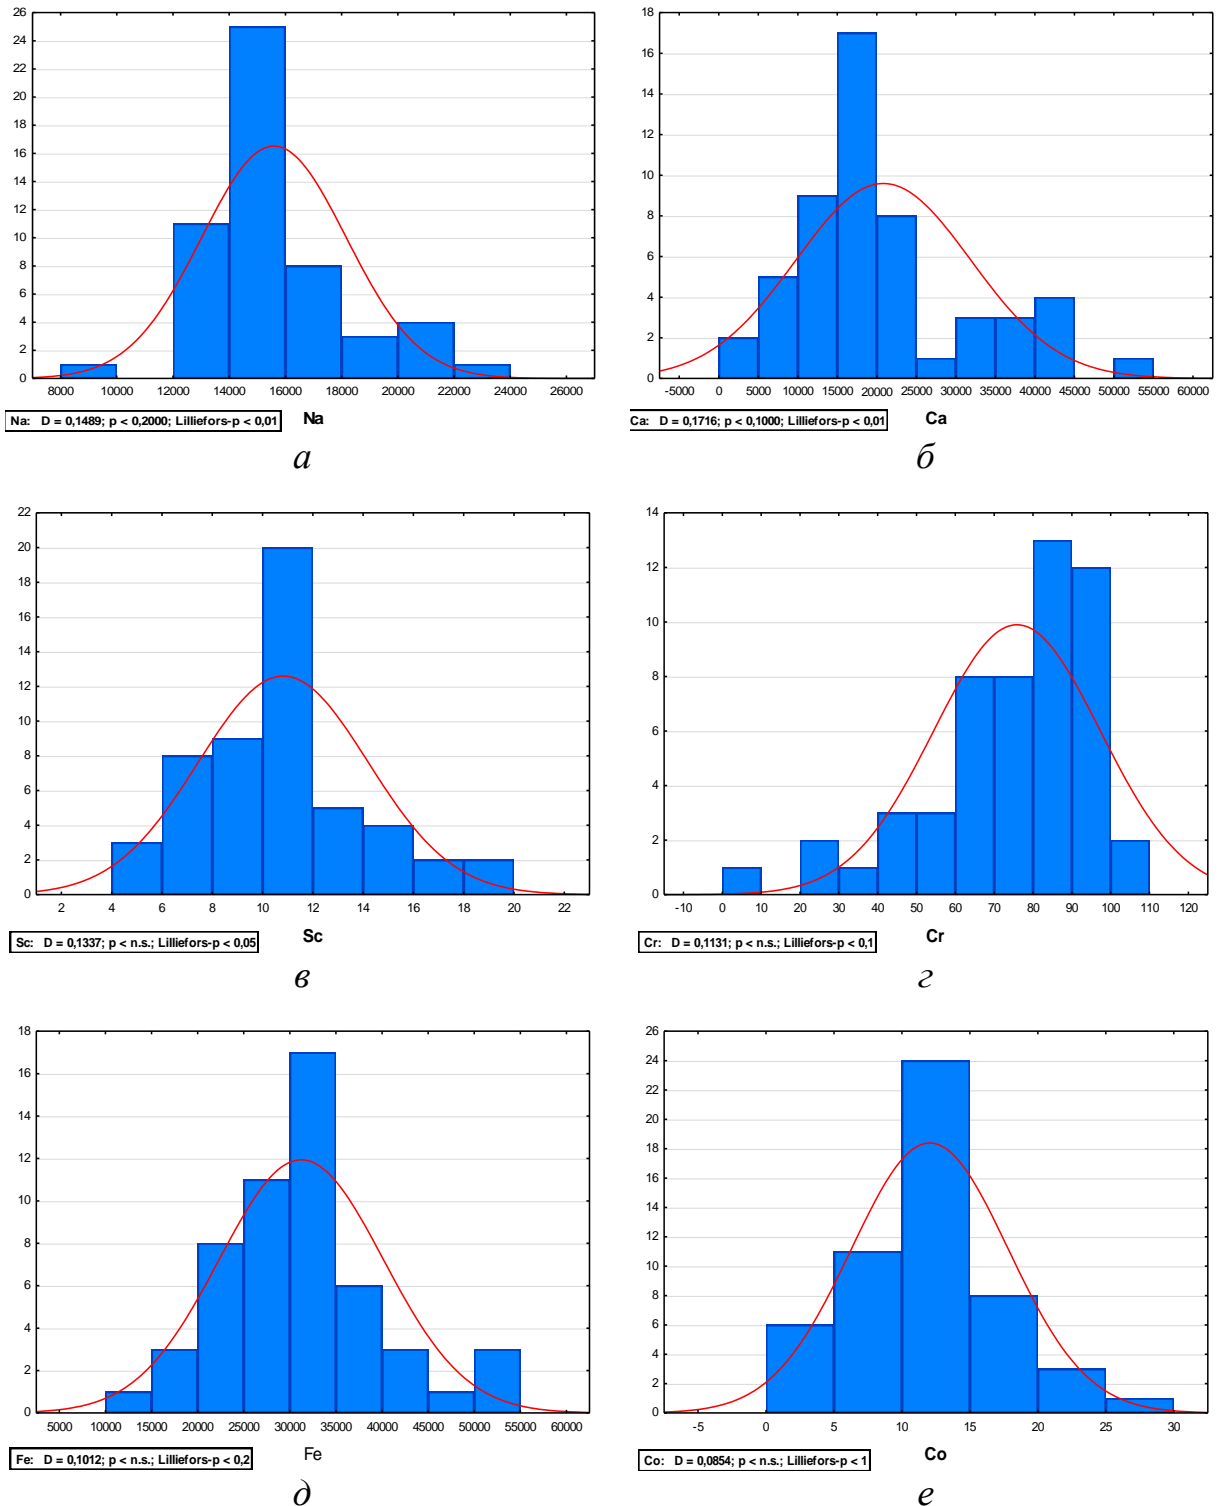 26
24
22
20
18
16
14
12
10
8
6
4
2
0
8000 10000 12000 14000 16000 18000 20000 22000 24000 26000
Na: D = 0,1489; p < 0,2000; Lilliefors-p < 0,01
Na
а
18
16
14
12
10
8
6
4
2
0
-5000 0 5000 10000 15000 20000 25000 30000 35000 40000 45000 50000 55000 60000
Ca: D = 0,1716; p < 0,1000; Lilliefors-p < 0,01
Ca
б
22
20
18
16
14
12
10
8
6
4
2
0
2 4 6 8 10 12 14 16 18 20 22
Sc: D = 0,1337; p < n.s.; Lilliefors-p < 0,05
Sc
в
14
12
10
8
6
4
2
0
-10 0 10 20 30 40 50 60 70 80 90 100 110 120
Cr: D = 0,1131; p < n.s.; Lilliefors-p < 0,1
Cr
г
18
16
14
12
10
8
6
4
2
0
5000 10000 15000 20000 25000 30000 35000 40000 45000 50000 55000 60000
Fe: D = 0,1012; p < n.s.; Lilliefors-p < 0,2
Fe
д
26
24
22
20
18
16
14
12
10
8
6
4
2
0
-5 0 5 10 15 20 25 30
Co: D = 0,0854; p < n.s.; Lilliefors-p < 1
Co
е